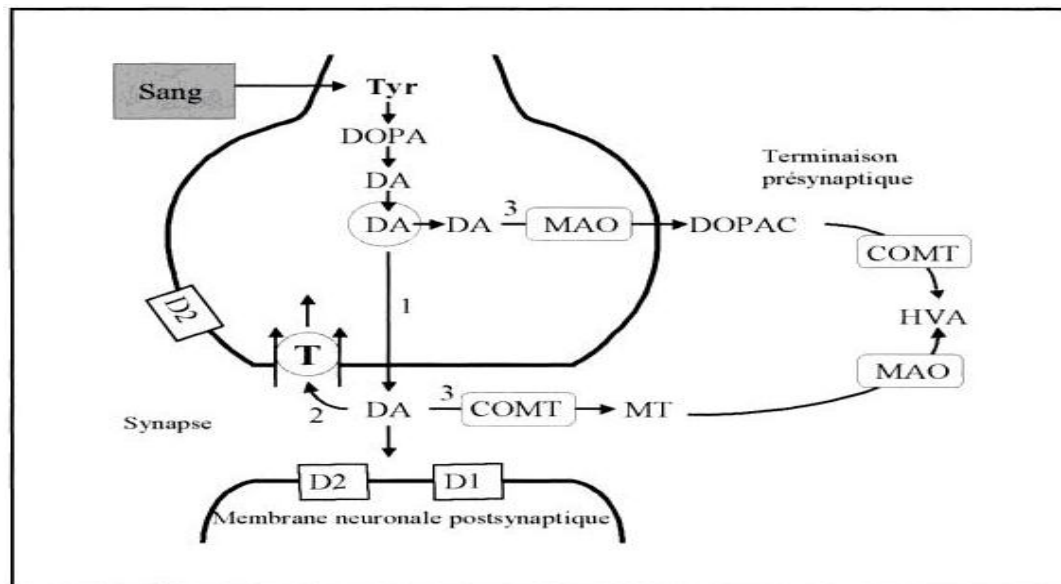 Sang
Tyr
DOPA
DA
DA
DA
3
MAO
DOPAC
Terminaison
présynaptique
COMT
HVA
MAO
D2
1
T
2
DA
3
COMT
MT
Synapse
D2
D1
Membrane neuronale postsynaptique